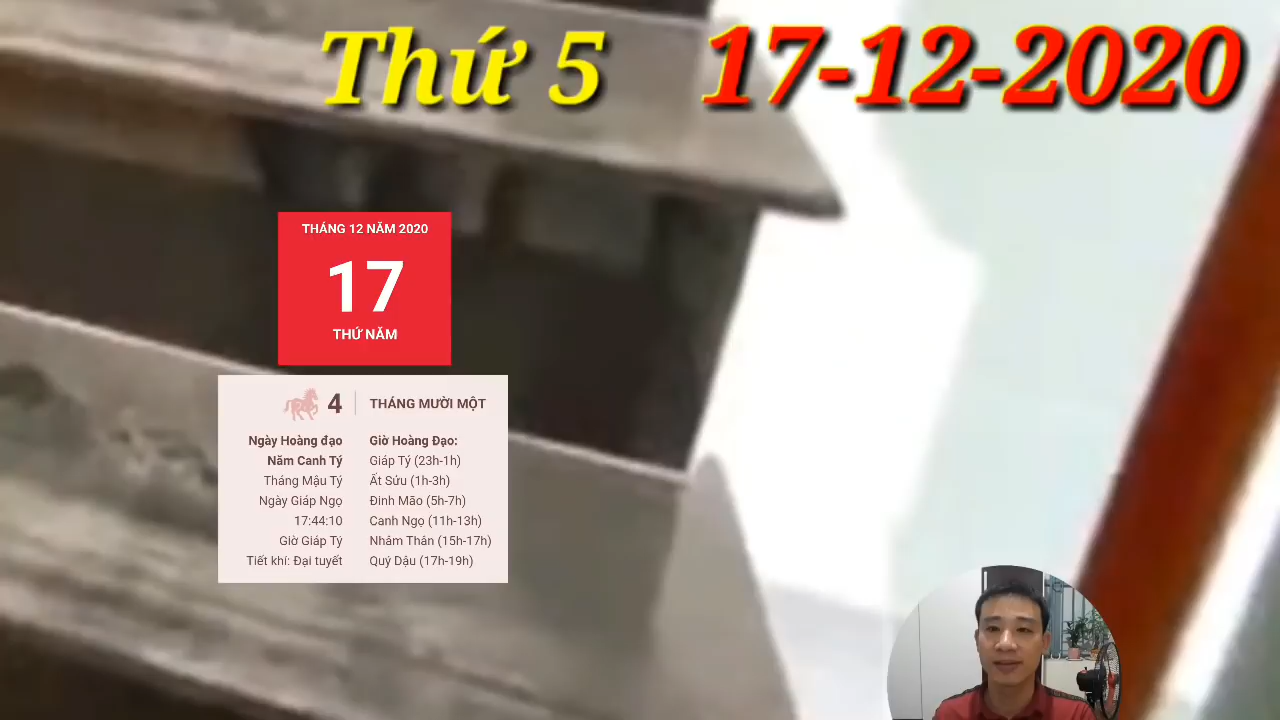 Thứ 5 17-12-2020
THÁNG 12 NĂM 2020
17
THỨ NĂM
4 THÁNG MƯỜI MỘT
Ngày Hoàng đạo Giờ Hoàng Đạo:
Năm Canh Tý Giáp Tý (23h-1h)
Tháng Mậu Tý Ất Sửu (1h-3h)
Ngày Giáp Ngọ Đinh Mão (5h-7h)
17:44:10 Canh Ngọ (11h-13h)
Giờ Giáp Tý Nhâm Thân (15h-17h)
Tiết khí: Đại tuyết Quý Dậu (17h-19h)